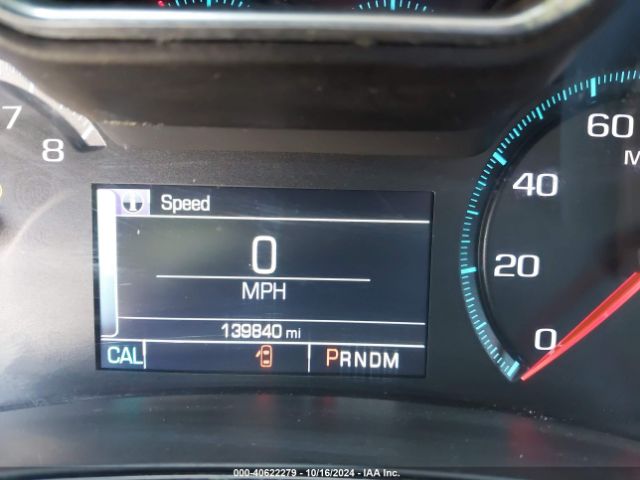 7
8
Speed
0
MPH
139840 mi
CAL
PRNDM
60
M
40
20
0
000-40622279 - 10/16/2024 - IAA Inc.